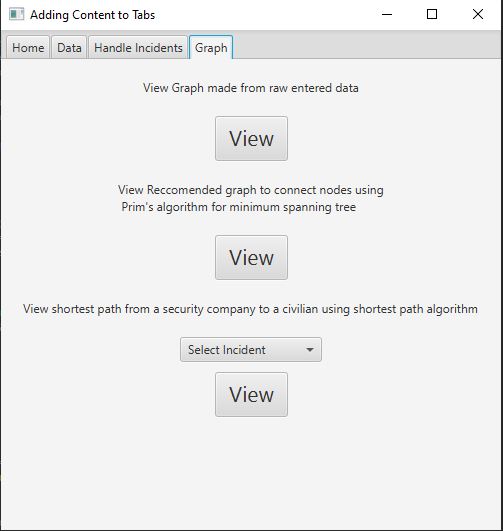 Adding Content to Tabs
Home Data Handle Incidents Graph
View Graph made from raw entered data
View
View Reccomended graph to connect nodes using
Prim's algorithm for minimum spanning tree
View
View shortest path from a security company to a civilian using shortest path algorithm
Select Incident
View